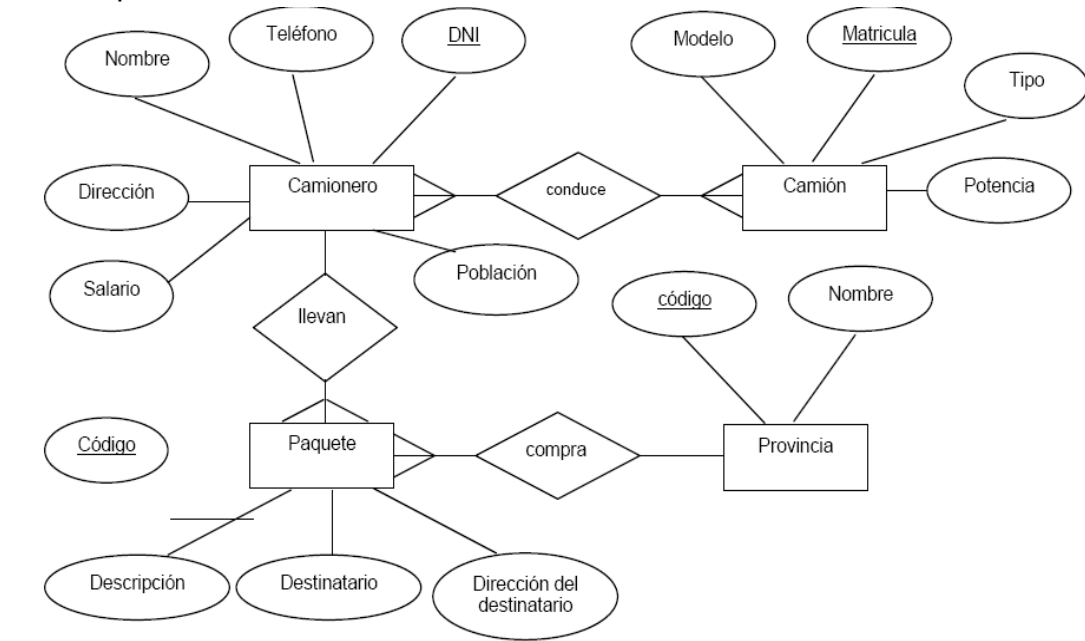 Nombre
Teléfono
DNI
Modelo
Matricula
Tipo
Dirección
Camionero
conduce
Camión
Potencia
Salario
Población
llevan
código
Nombre
Código
Paquete
compra
Provincia
Descripción
Destinatario
Dirección del
destinatario